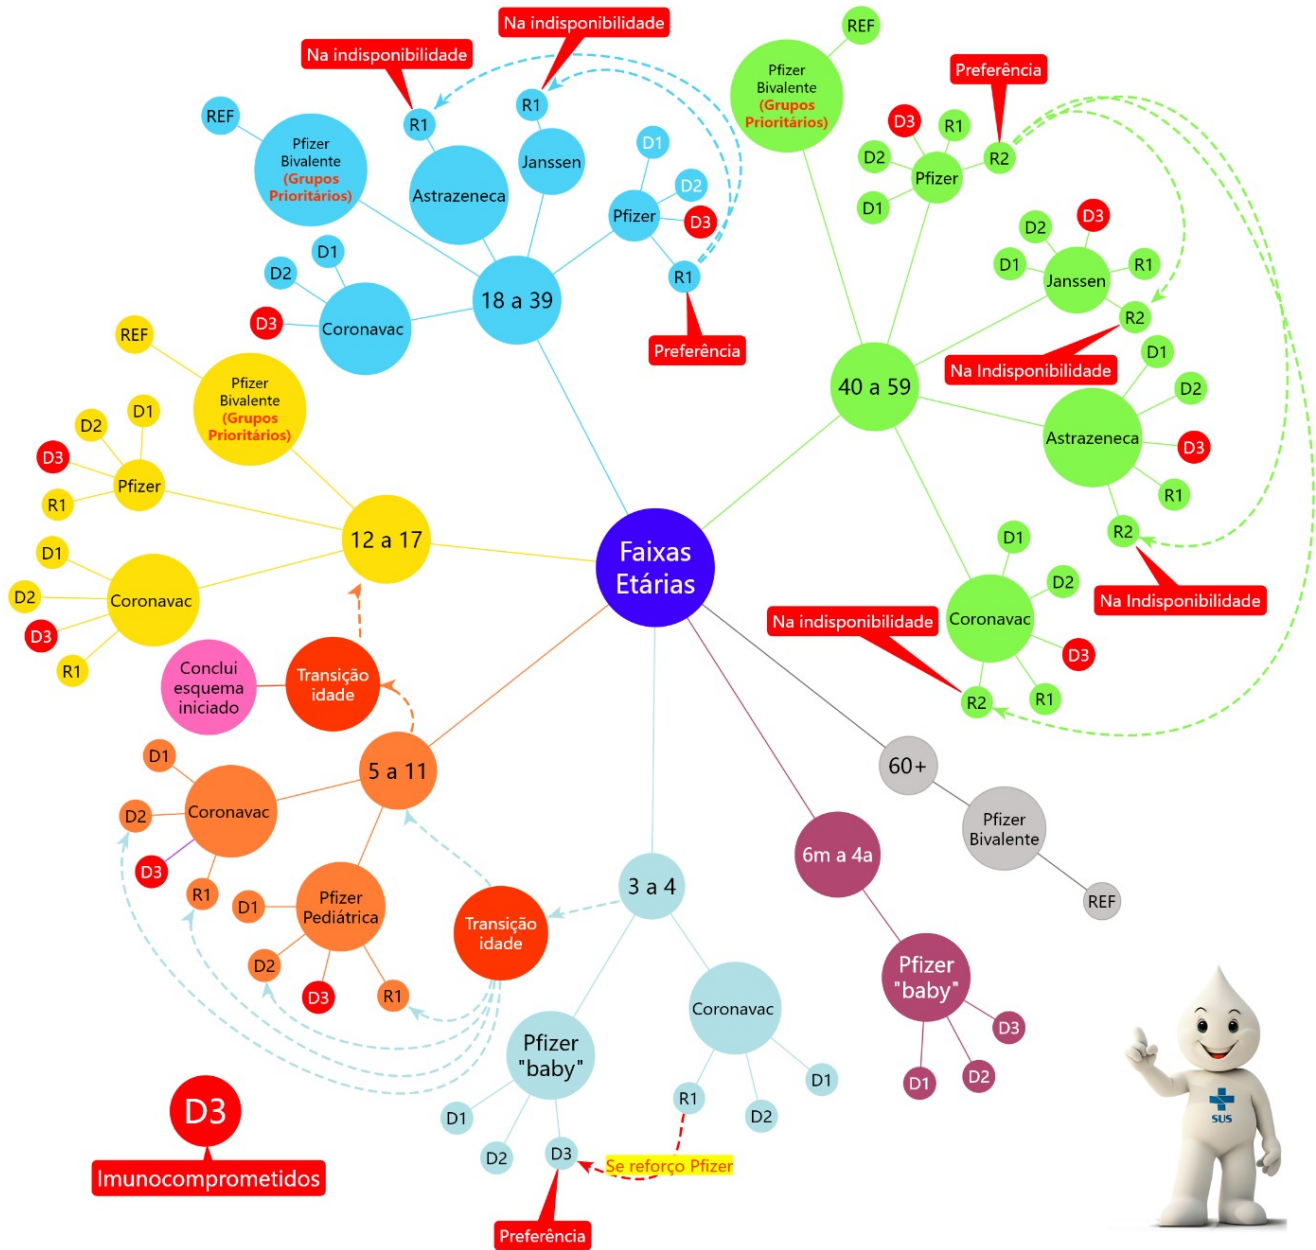 Na indisponibilidade
Na indisponibilidade
REF
Pfizer
Bivalente
(Grupos
Prioritários)
R1
Astrazeneca
R1
Janssen
D1
D2
D3
Pfizer
R1
Preferência
D1
D2
D3
Coronavac
18 a 39
REF
Pfizer
Bivalente
(Grupos
Prioritários)
Preferência
D3
R1
R2
D2
Pfizer
D1
D3
D2
D1
Janssen
R1
R2
Na Indisponibilidade
40 a 59
D1
D2
Astrazeneca
D3
R1
R2
Na Indisponibilidade
D1
D2
Coronavac
D3
R1
R2
Na indisponibilidade
REF
Pfizer
Bivalente
(Grupos
Prioritários)
D1
D2
D3
Pfizer
R1
12 a 17
D1
D2
Coronavac
D3
R1
Faixas
Etárias
Conclui
esquema
iniciado
Transição
idade
5 a 11
D1
D2
Coronavac
D3
R1
Pfizer
Pediátrica
D1
D2
D3
R1
Transição
idade
3 a 4
Pfizer
"baby"
D1
D2
D3
Preferência
Coronavac
R1
D2
D1
Se reforço Pfizer
6m a 4a
Pfizer
"baby"
D1
D2
D3
60+
Pfizer
Bivalente
REF
D3
Imunocomprometidos
SUS